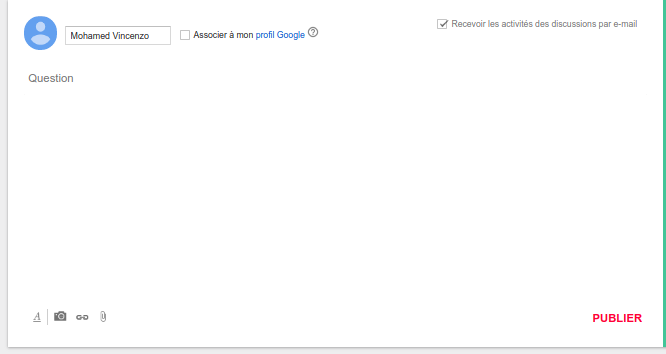 Mohamed Vincenzo
Associer à mon profil Google
Recevoir les activités des discussions par e-mail
Question
PUBLIER